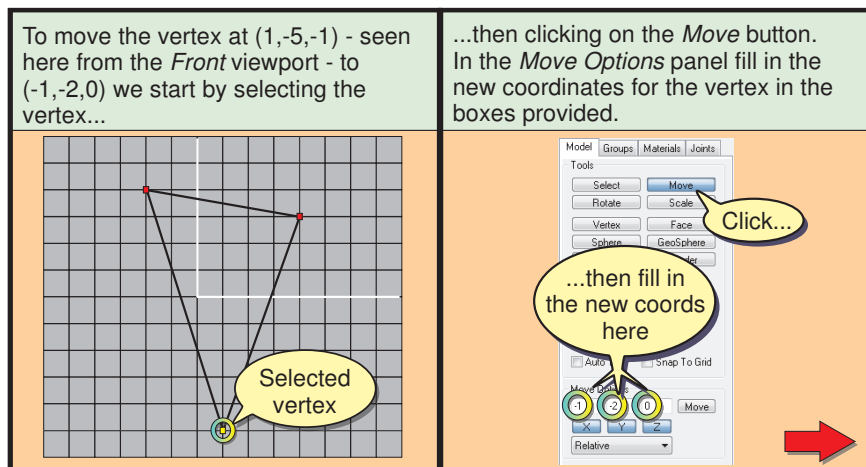 To move the vertex at (1,-5,-1) - seen
here from the Front viewport - to
(-1,-2,0) we start by selecting the
vertex...
Selected
vertex
...then clicking on the Move button.
In the Move Options panel fill in the
new coordinates for the vertex in the
boxes provided.
Model Groups Materials Joints
Tools
Select Move
Rotate Scale
Click...
Vertex Face
Sphere GeoSphere
...then fill in
the new coords
here
Auto Snap To Grid
Move Options
-1 -2 0 Move
X Y Z
Relative